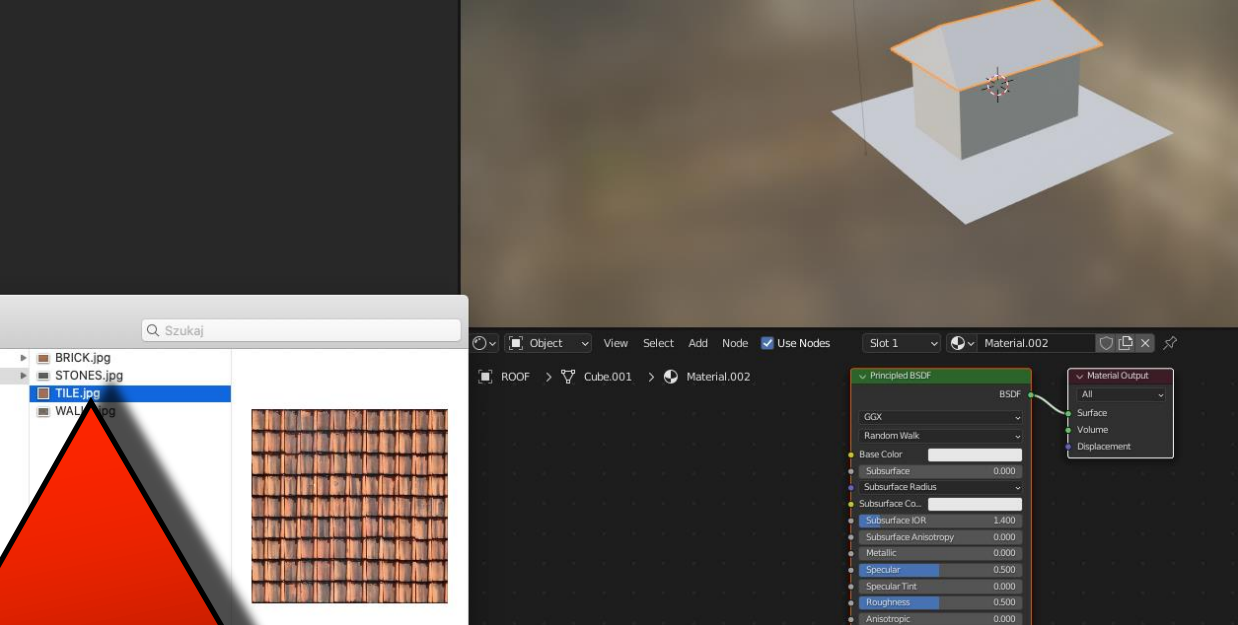 Szukaj
BRICK.jpg
STONES.jpg
TILE.jpg
Object View Select Add Node Use Nodes Slot 1 Material.002
ROOF > Cube.001 > Material.002
Principled BSDF
BSDF
GGX
Random Walk
Base Color
Subsurface 0.000
Subsurface Radius
Subsurface Co...
Subsurface IOR 1.400
Subsurface Anisotropy 0.000
Metallic 0.000
Specular 0.500
Specular Tint 0.000
Roughness 0.500
Anisotropic 0.000
Material Output
All
Surface
Volume
Displacement